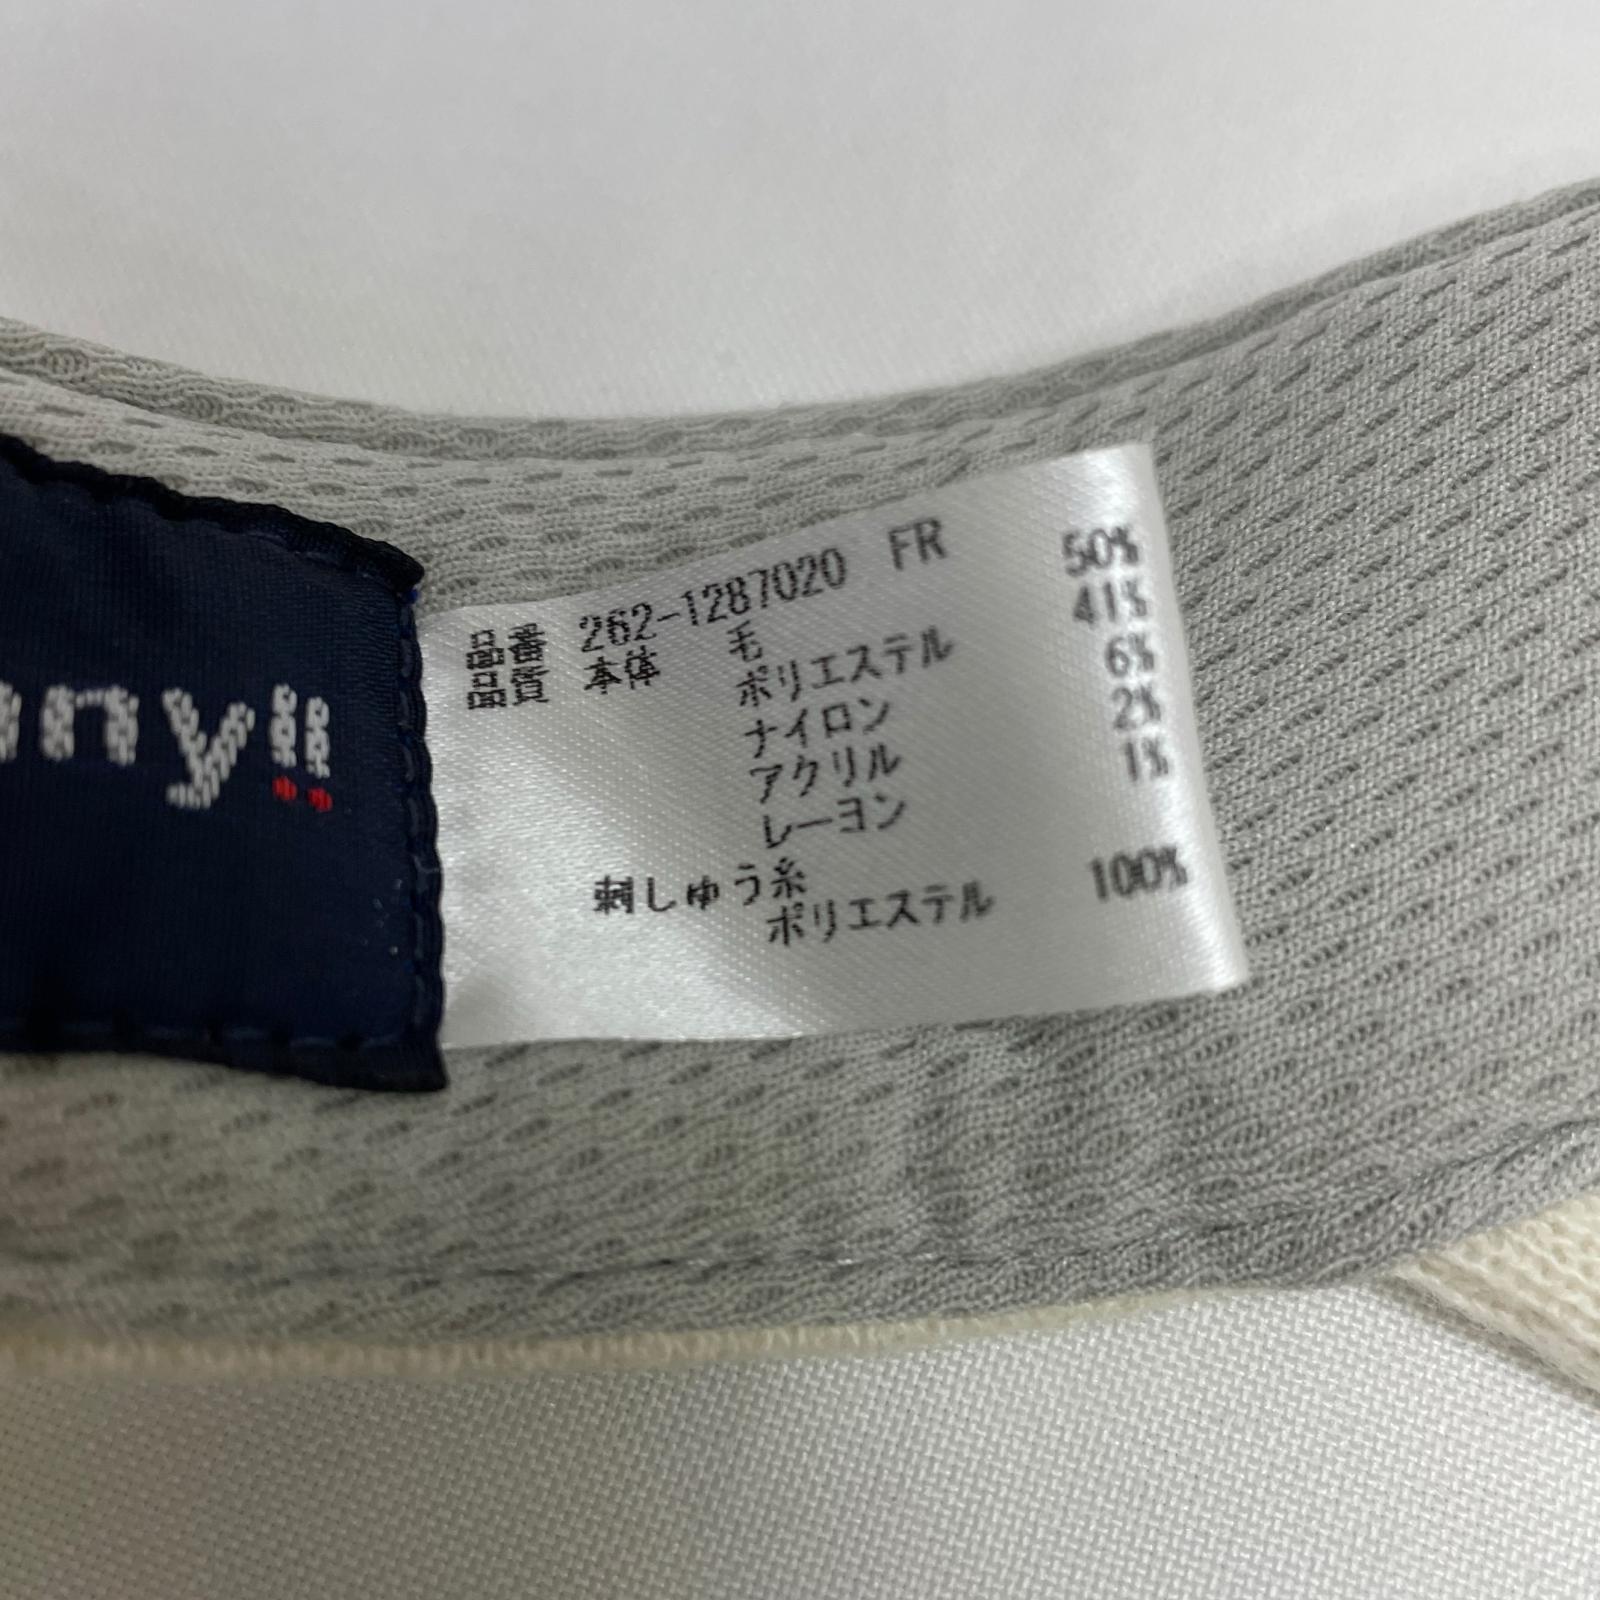 ny!!
品番 262-1287020 FR
品質 本体 毛 50%
ポリエステル 41%
ナイロン 6%
アクリル 2%
レーヨン 1%
刺しゅう糸
ポリエステル 100%